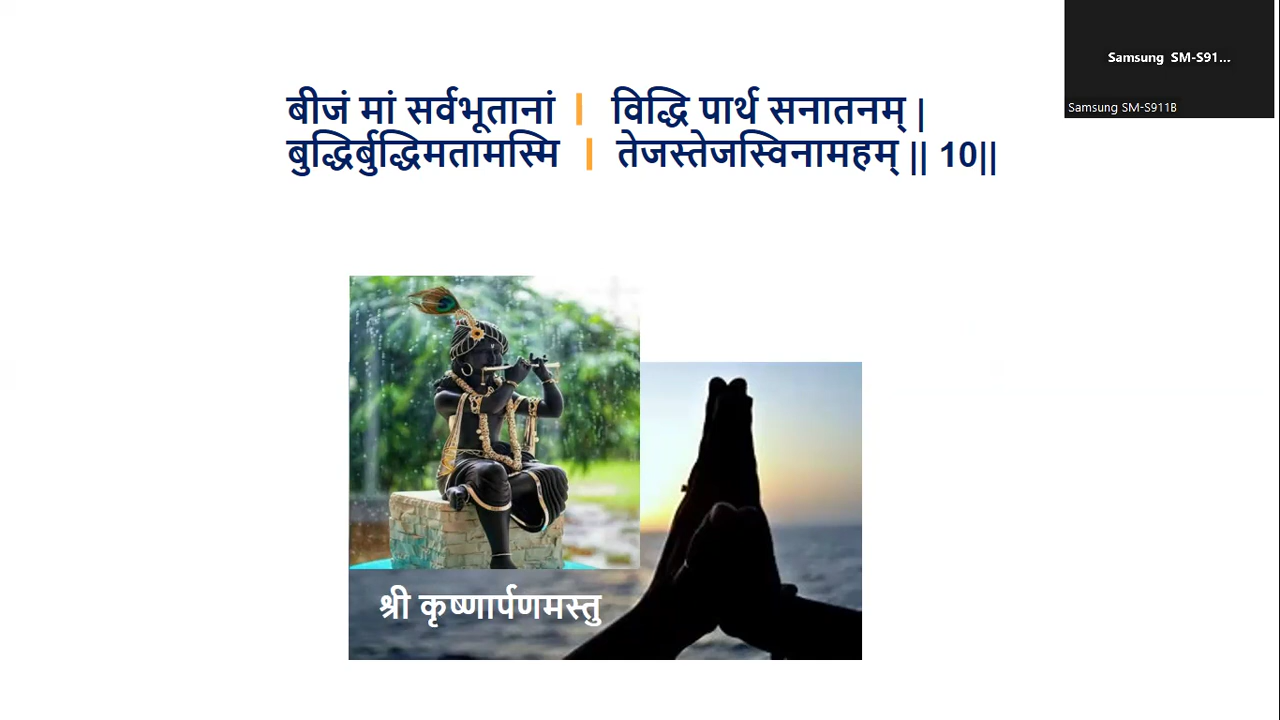 बीजं मां सर्वभूतानां | विद्धि पार्थ सनातनम् |
बुद्धिर्बुद्धिमतामस्मि | तेजस्तेजस्विनामहम् || 10||
श्री कृष्णार्पणमस्तु
Samsung SM-S91...
Samsung SM-S911B